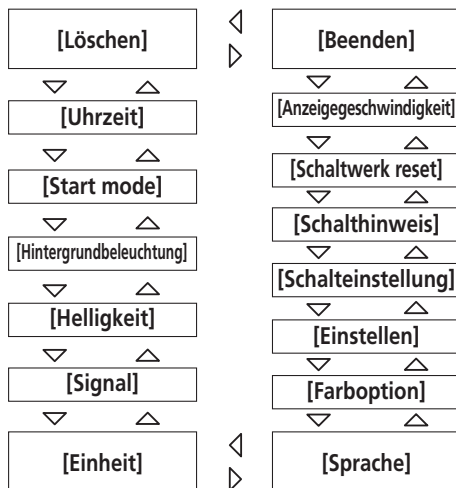 [Löschen]
[Uhrzeit]
[Start mode]
[Hintergrundbeleuchtung]
[Helligkeit]
[Signal]
[Einheit]
[Beenden]
[Anzeigegeschwindigkeit]
[Schaltwerk reset]
[Schalthinweis]
[Schalteinstellung]
[Einstellen]
[Farboption]
[Sprache]